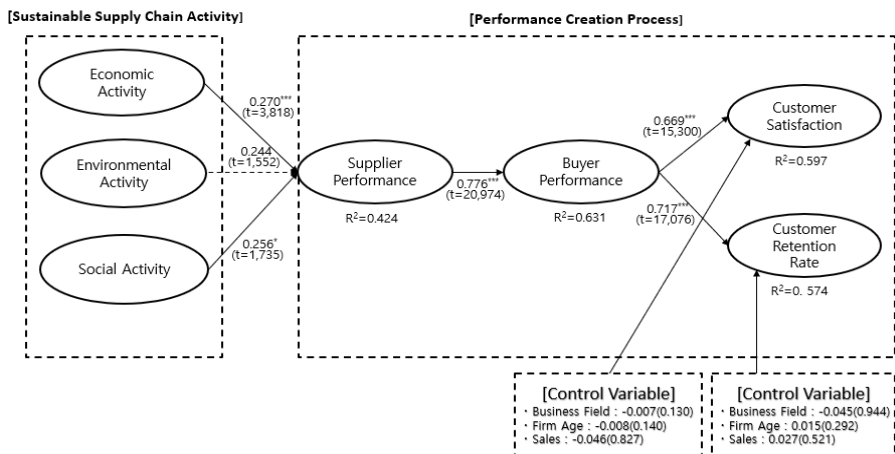 [Sustainable Supply Chain Activity]
[Performance Creation Process]
Economic
Activity
0.270***
(t=3,818)
Environmental
Activity
0.244
(t=1,552)
Social Activity
0.256*
(t=1,735)
Supplier
Performance
R²=0.424
0.776***
(t=20,974)
Buyer
Performance
R²=0.631
0.669***
(t=15,300)
0.717***
(t=17,076)
Customer
Satisfaction
R²=0.597
Customer
Retention
Rate
R²=0. 574
[Control Variable]
· Business Field : -0.007(0.130)
· Firm Age : -0.008(0.140)
· Sales : -0.046(0.827)
[Control Variable]
· Business Field : -0.045(0.944)
· Firm Age : 0.015(0.292)
· Sales : 0.027(0.521)